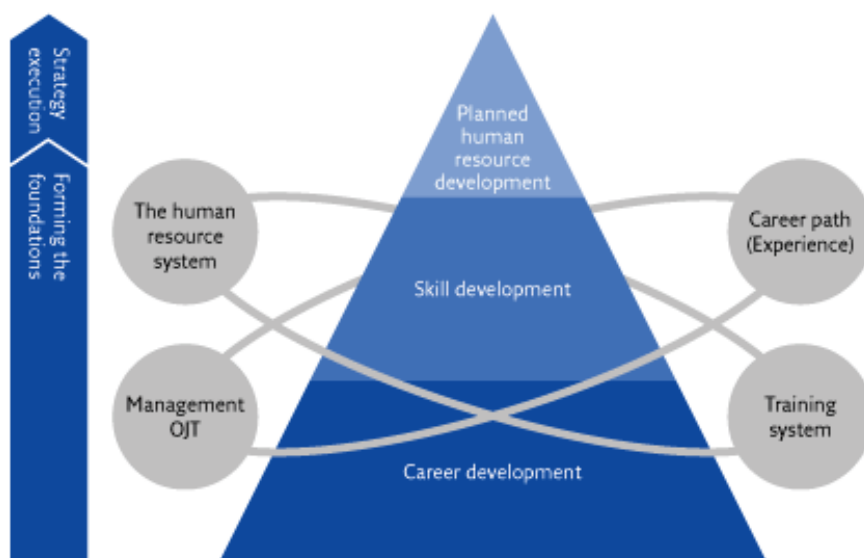 Strategy
execution
Forming the
foundations
Planned
human
resource
development
The human
resource
system
Career path
(Experience)
Skill development
Management
OJT
Training
system
Career development